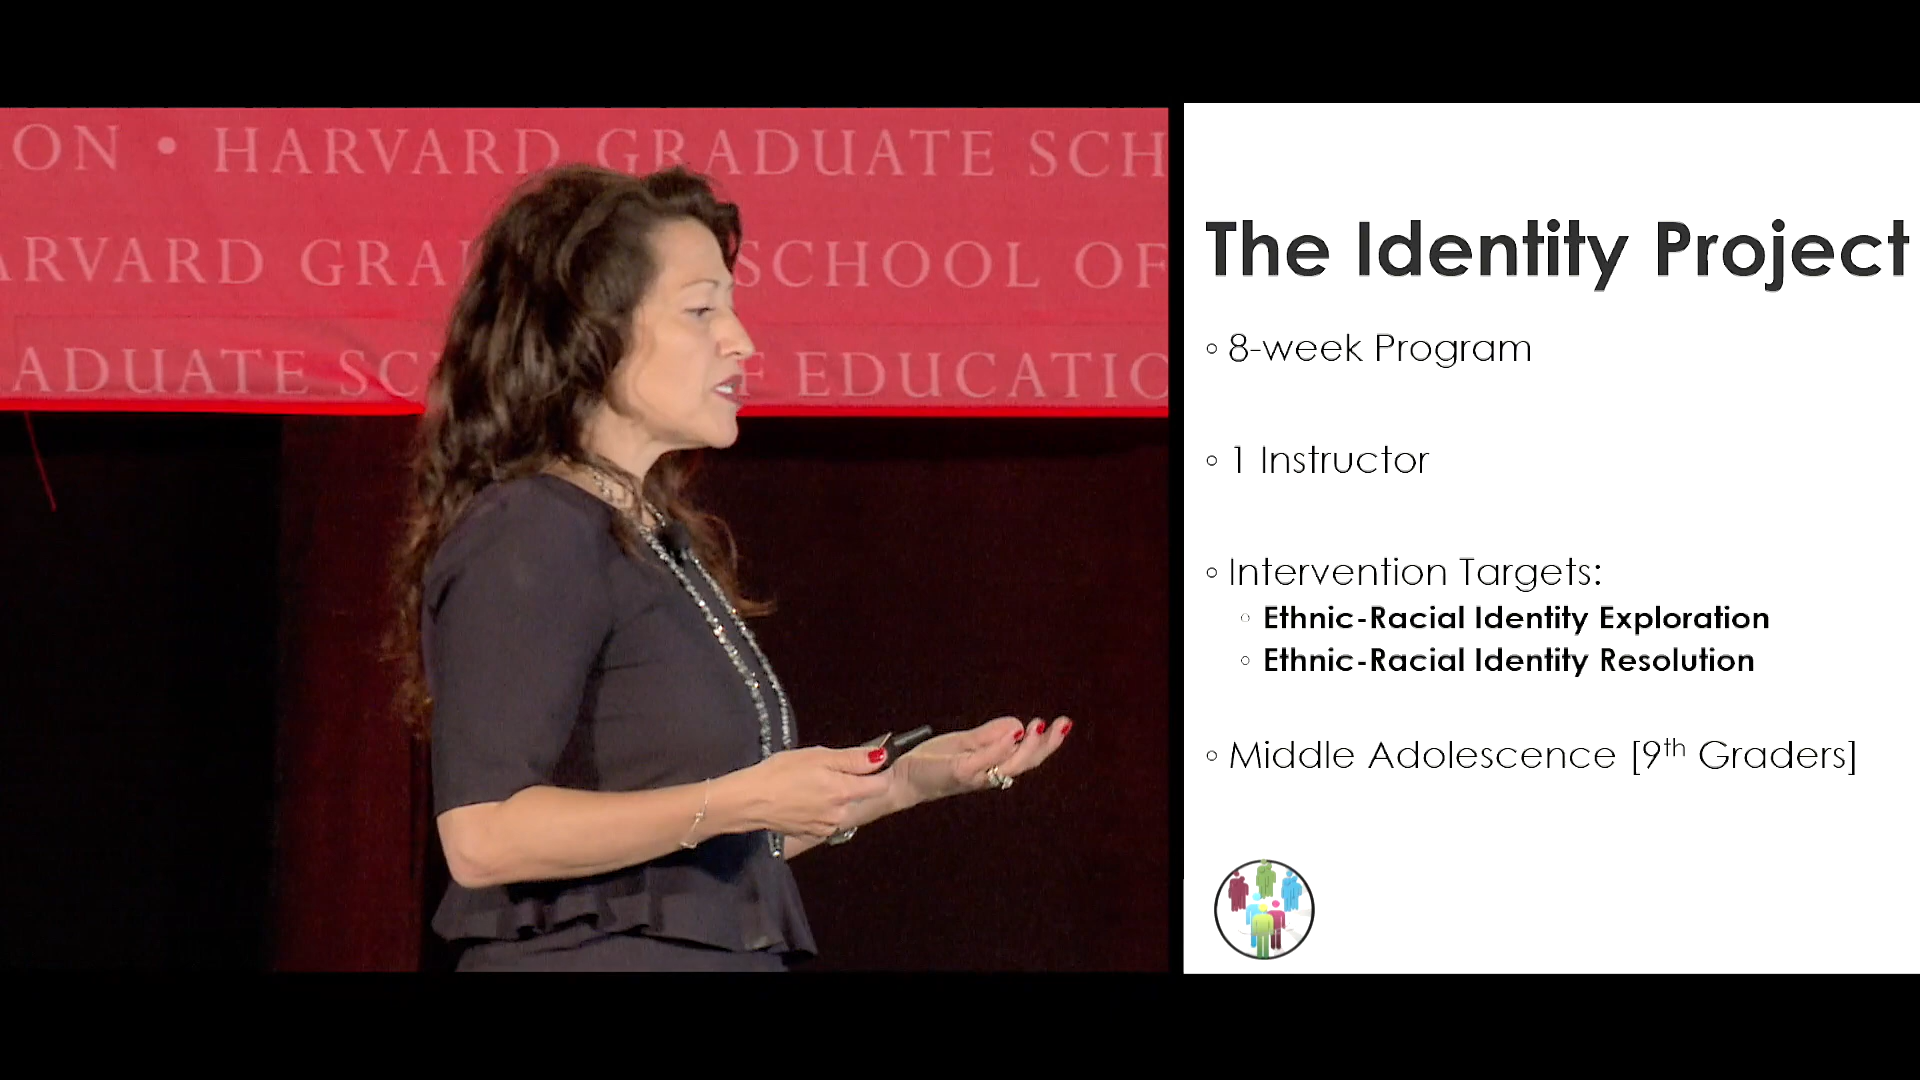 ON • HARVARD GRADUATE SCH
ARVARD GRA SCHOOL OF
ADUATE SC F EDUCATIO
The Identity Project
◦ 8-week Program
◦ 1 Instructor
◦ Intervention Targets:
◦ Ethnic-Racial Identity Exploration
◦ Ethnic-Racial Identity Resolution
◦ Middle Adolescence [9th Graders]